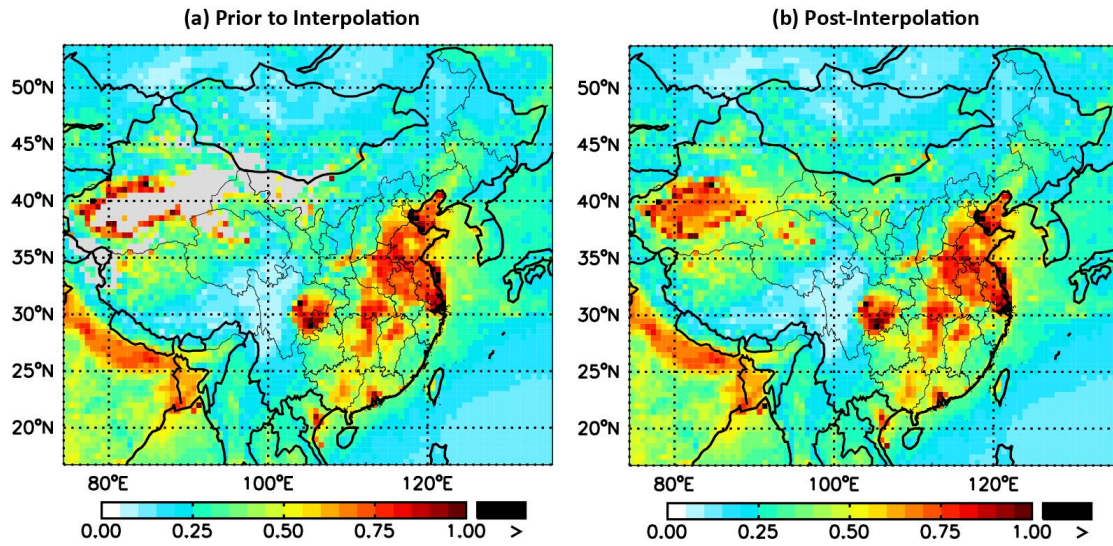 (a) Prior to Interpolation
(b) Post-Interpolation
50°N
45°N
40°N
35°N
30°N
25°N
20°N
80°E
100°E
120°E
0.00 0.25 0.50 0.75 1.00 >
50°N
45°N
40°N
35°N
30°N
25°N
20°N
80°E
100°E
120°E
0.00 0.25 0.50 0.75 1.00 >